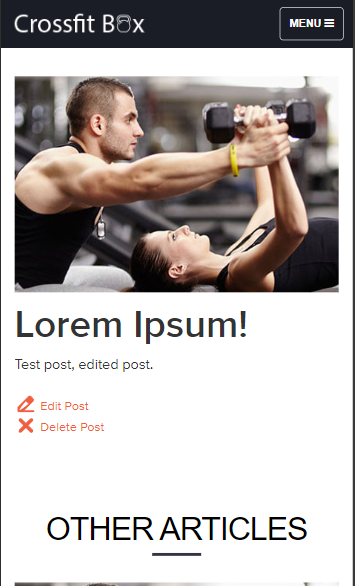 Crossfit Box
MENU
Lorem Ipsum!
Test post, edited post.
Edit Post
Delete Post
OTHER ARTICLES